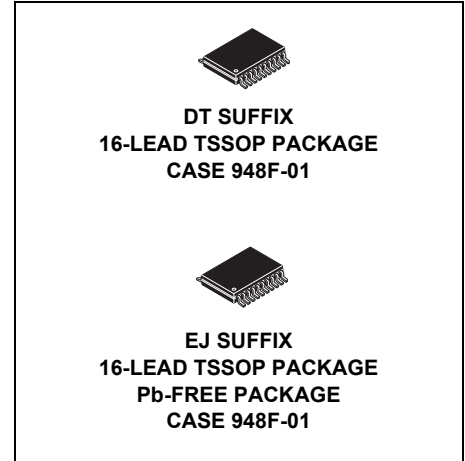 DT SUFFIX
16-LEAD TSSOP PACKAGE
CASE 948F-01
EJ SUFFIX
16-LEAD TSSOP PACKAGE
Pb-FREE PACKAGE
CASE 948F-01